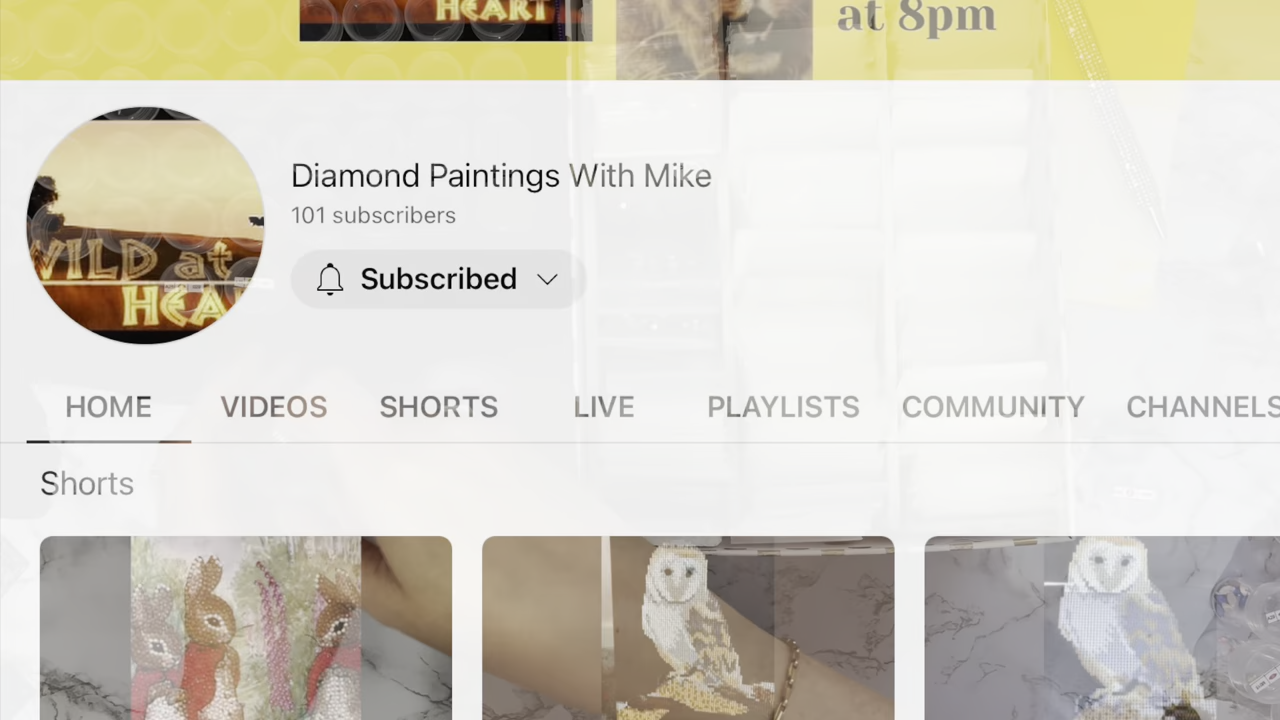 HEART
at 8pm
WILD at
HEA
Diamond Paintings With Mike
101 subscribers
Subscribed
HOME VIDEOS SHORTS LIVE PLAYLISTS COMMUNITY CHANNELS
Shorts